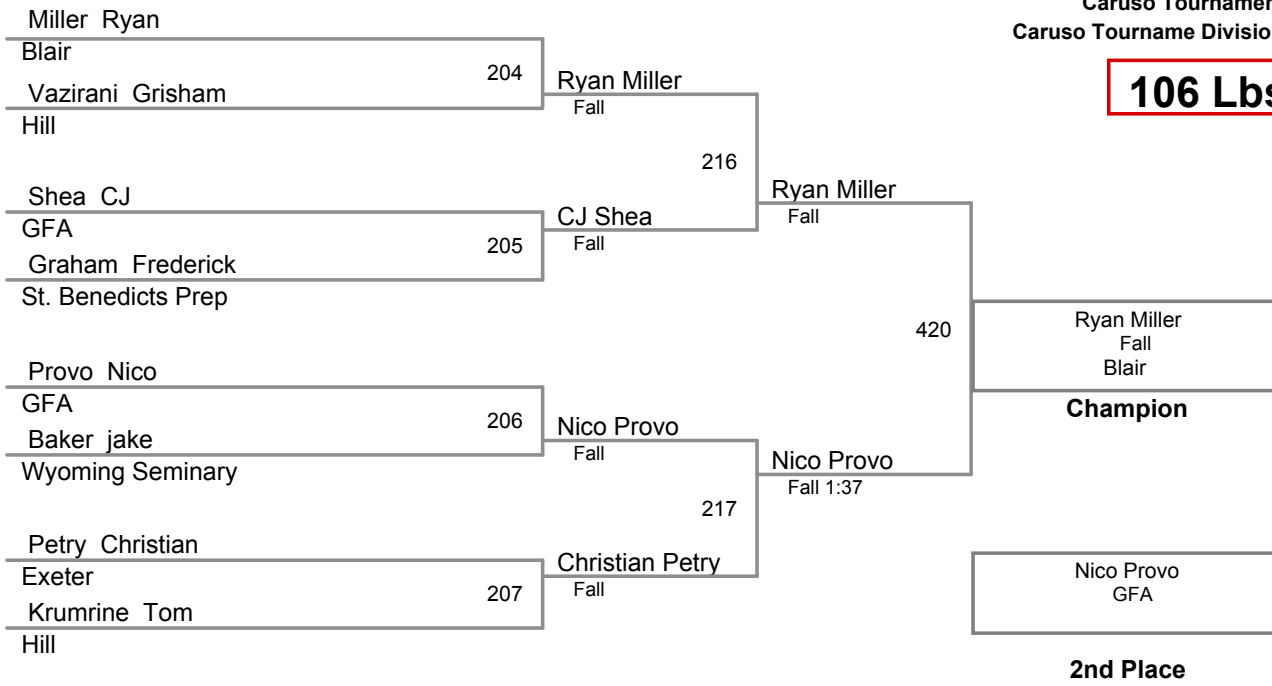 Caruso Tournamen
Caruso Tourname Divisio
106 Lbs
Miller Ryan
Blair
204
Vazirani Grisham
Hill
Ryan Miller
Fall
216
Shea CJ
GFA
205
Graham Frederick
St. Benedicts Prep
CJ Shea
Fall
Ryan Miller
Fall
420
Provo Nico
GFA
206
Baker jake
Wyoming Seminary
Nico Provo
Fall
217
Petry Christian
Exeter
207
Krumrine Tom
Hill
Christian Petry
Fall
Nico Provo
Fall 1:37
Ryan Miller
Fall
Blair
Champion
Nico Provo
GFA
2nd Place